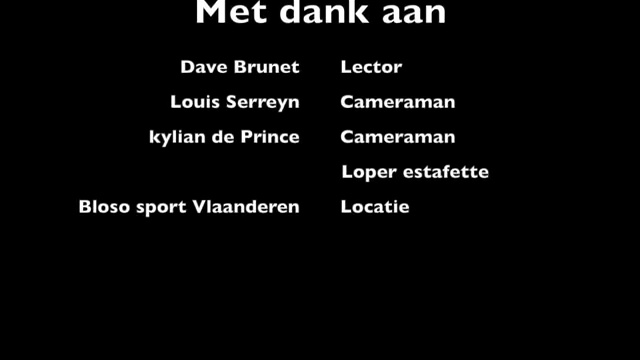 Met dank aan
Dave Brunet Lector
Louis Serreyn Cameraman
kylian de Prince Cameraman
Loper estafette
Bloso sport Vlaanderen Locatie